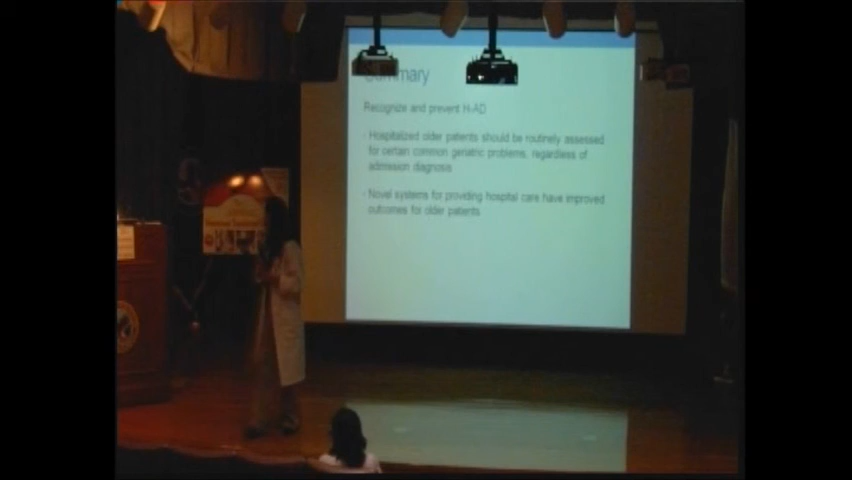 Summary
Recognize and prevent H-AD
- Hospitalized older patients should be routinely assessed
for certain common geriatric problems, regardless of
admission diagnosis
- Novel systems for providing hospital care have improved
outcomes for older patients